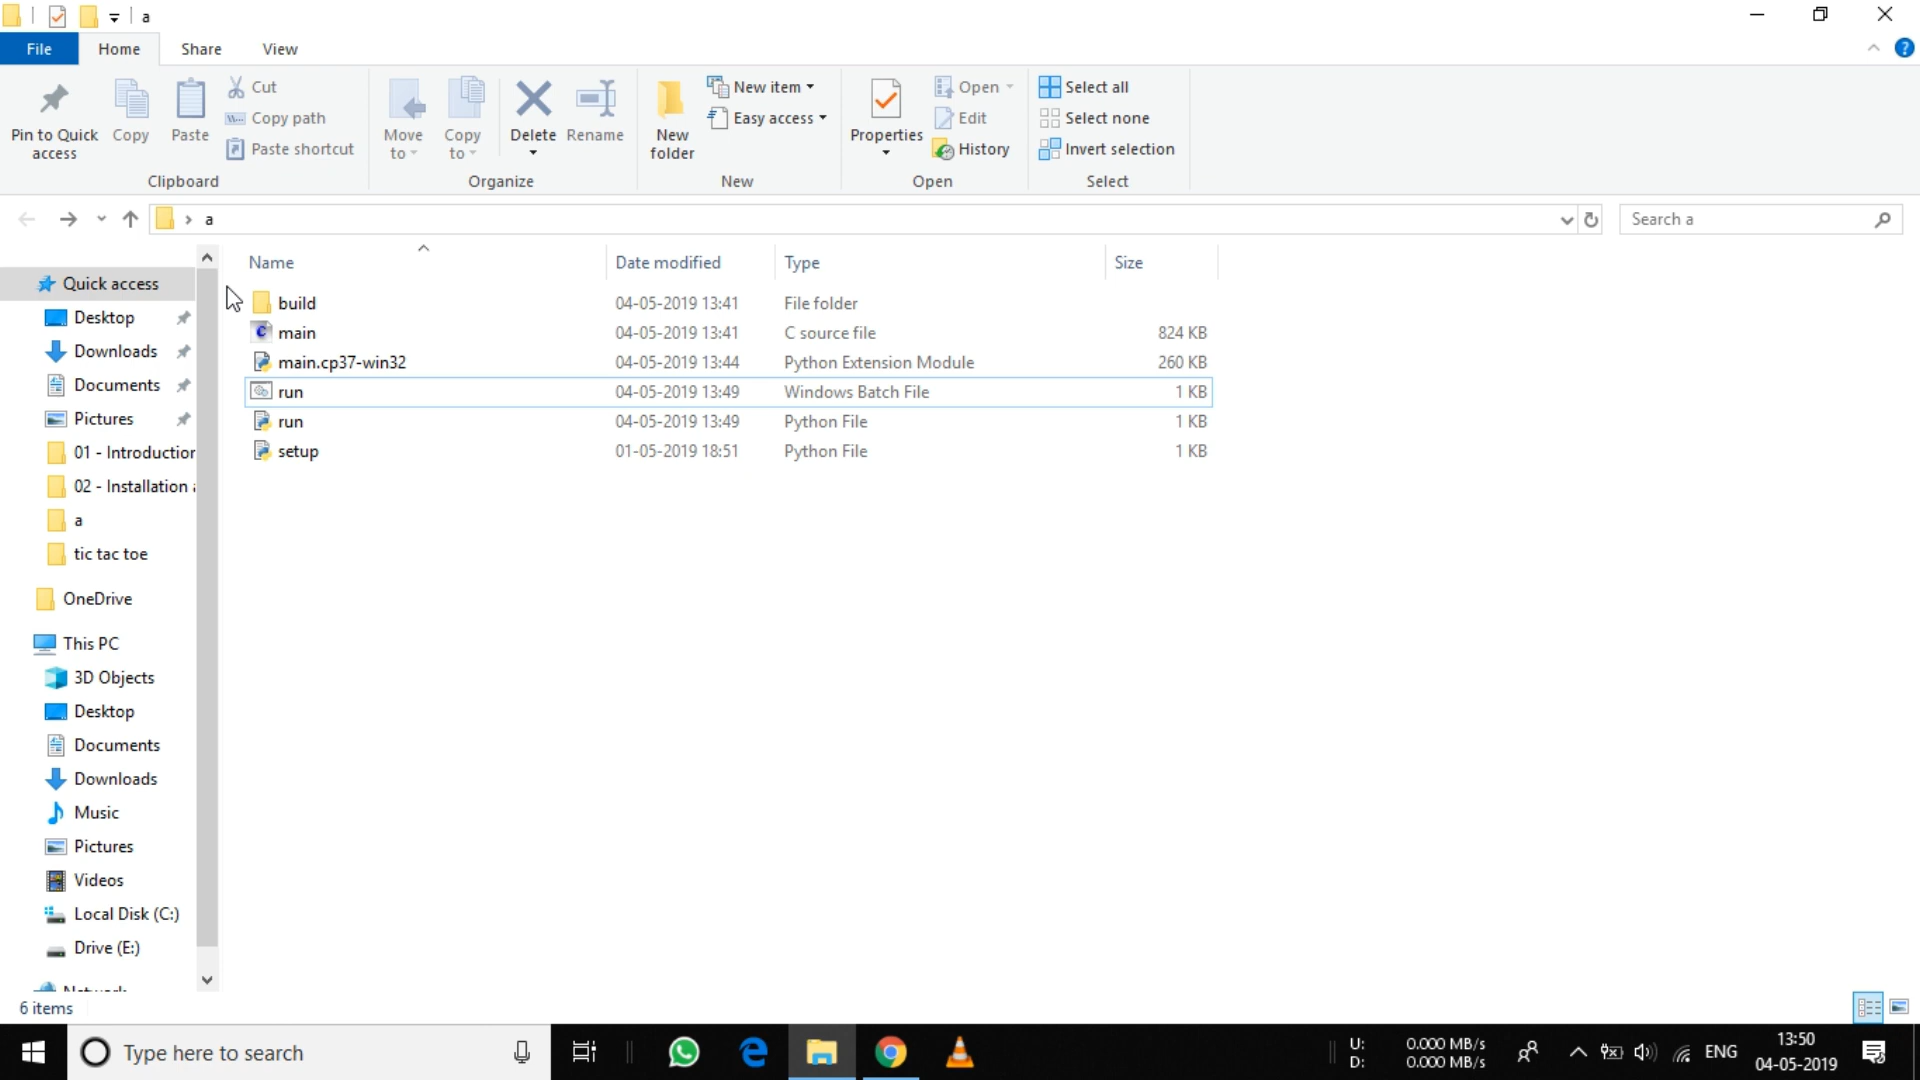 a
File Home Share View
Pin to Quick access
Copy
Paste
Cut
Copy path
Paste shortcut
Clipboard
Move to
Copy to
Delete
Rename
Organize
New folder
New item
Easy access
New
Properties
Open
Edit
History
Open
Select all
Select none
Invert selection
Select
a
Search a
Name Date modified Type Size
build 04-05-2019 13:41 File folder
main 04-05-2019 13:41 C source file 824 KB
main.cp37-win32 04-05-2019 13:44 Python Extension Module 260 KB
run 04-05-2019 13:49 Windows Batch File 1 KB
run 04-05-2019 13:49 Python File 1 KB
setup 01-05-2019 18:51 Python File 1 KB
Quick access
Desktop
Downloads
Documents
Pictures
01 - Introduction
02 - Installation
a
tic tac toe
OneDrive
This PC
3D Objects
Desktop
Documents
Downloads
Music
Pictures
Videos
Local Disk (C:)
Drive (E:)
6 items
Type here to search
U: 0.000 MB/s
D: 0.000 MB/s
ENG
13:50
04-05-2019